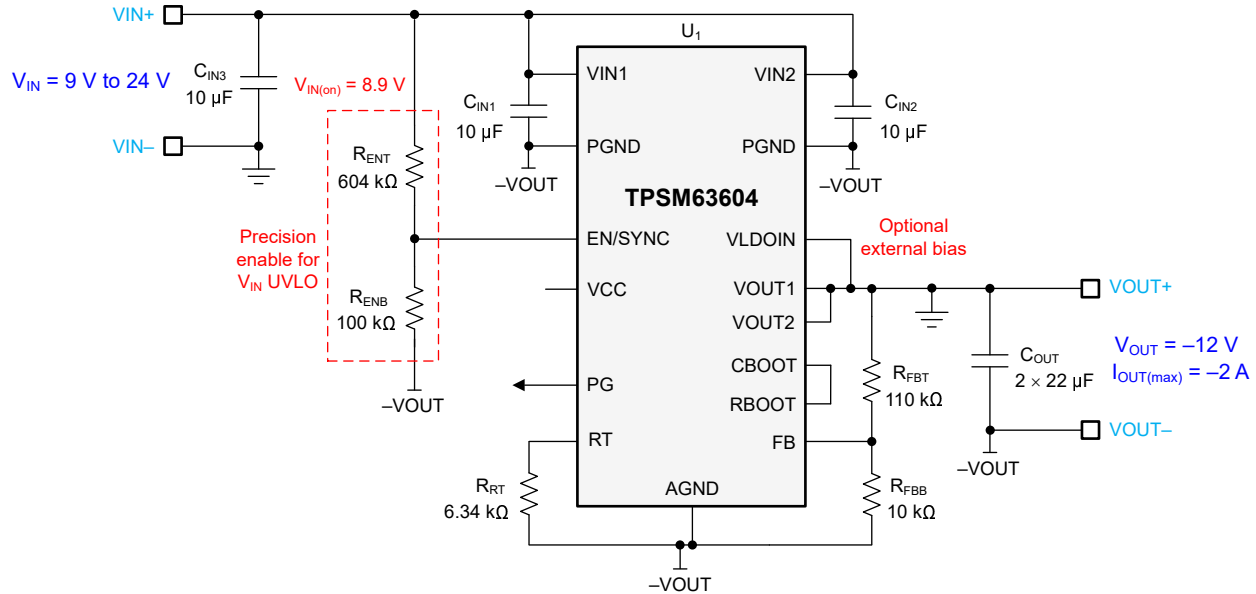 VIN+
U1
VIN = 9 V to 24 V
CIN3
10 µF
VIN(on) = 8.9 V
VIN1
VIN2
CIN1
10 µF
CIN2
10 µF
VIN–
PGND
PGND
–VOUT
–VOUT
RENT
604 kΩ
TPSM63604
Precision
enable for
VIN UVLO
EN/SYNC
VLDOIN
Optional
external bias
RENB
100 kΩ
VCC
VOUT1
VOUT2
VOUT+
CBOOT
RBOOT
RFBT
110 kΩ
COUT
2 × 22 µF
VOUT = –12 V
IOUT(max) = –2 A
–VOUT
PG
RT
FB
VOUT–
–VOUT
RRT
6.34 kΩ
AGND
RFBB
10 kΩ
–VOUT